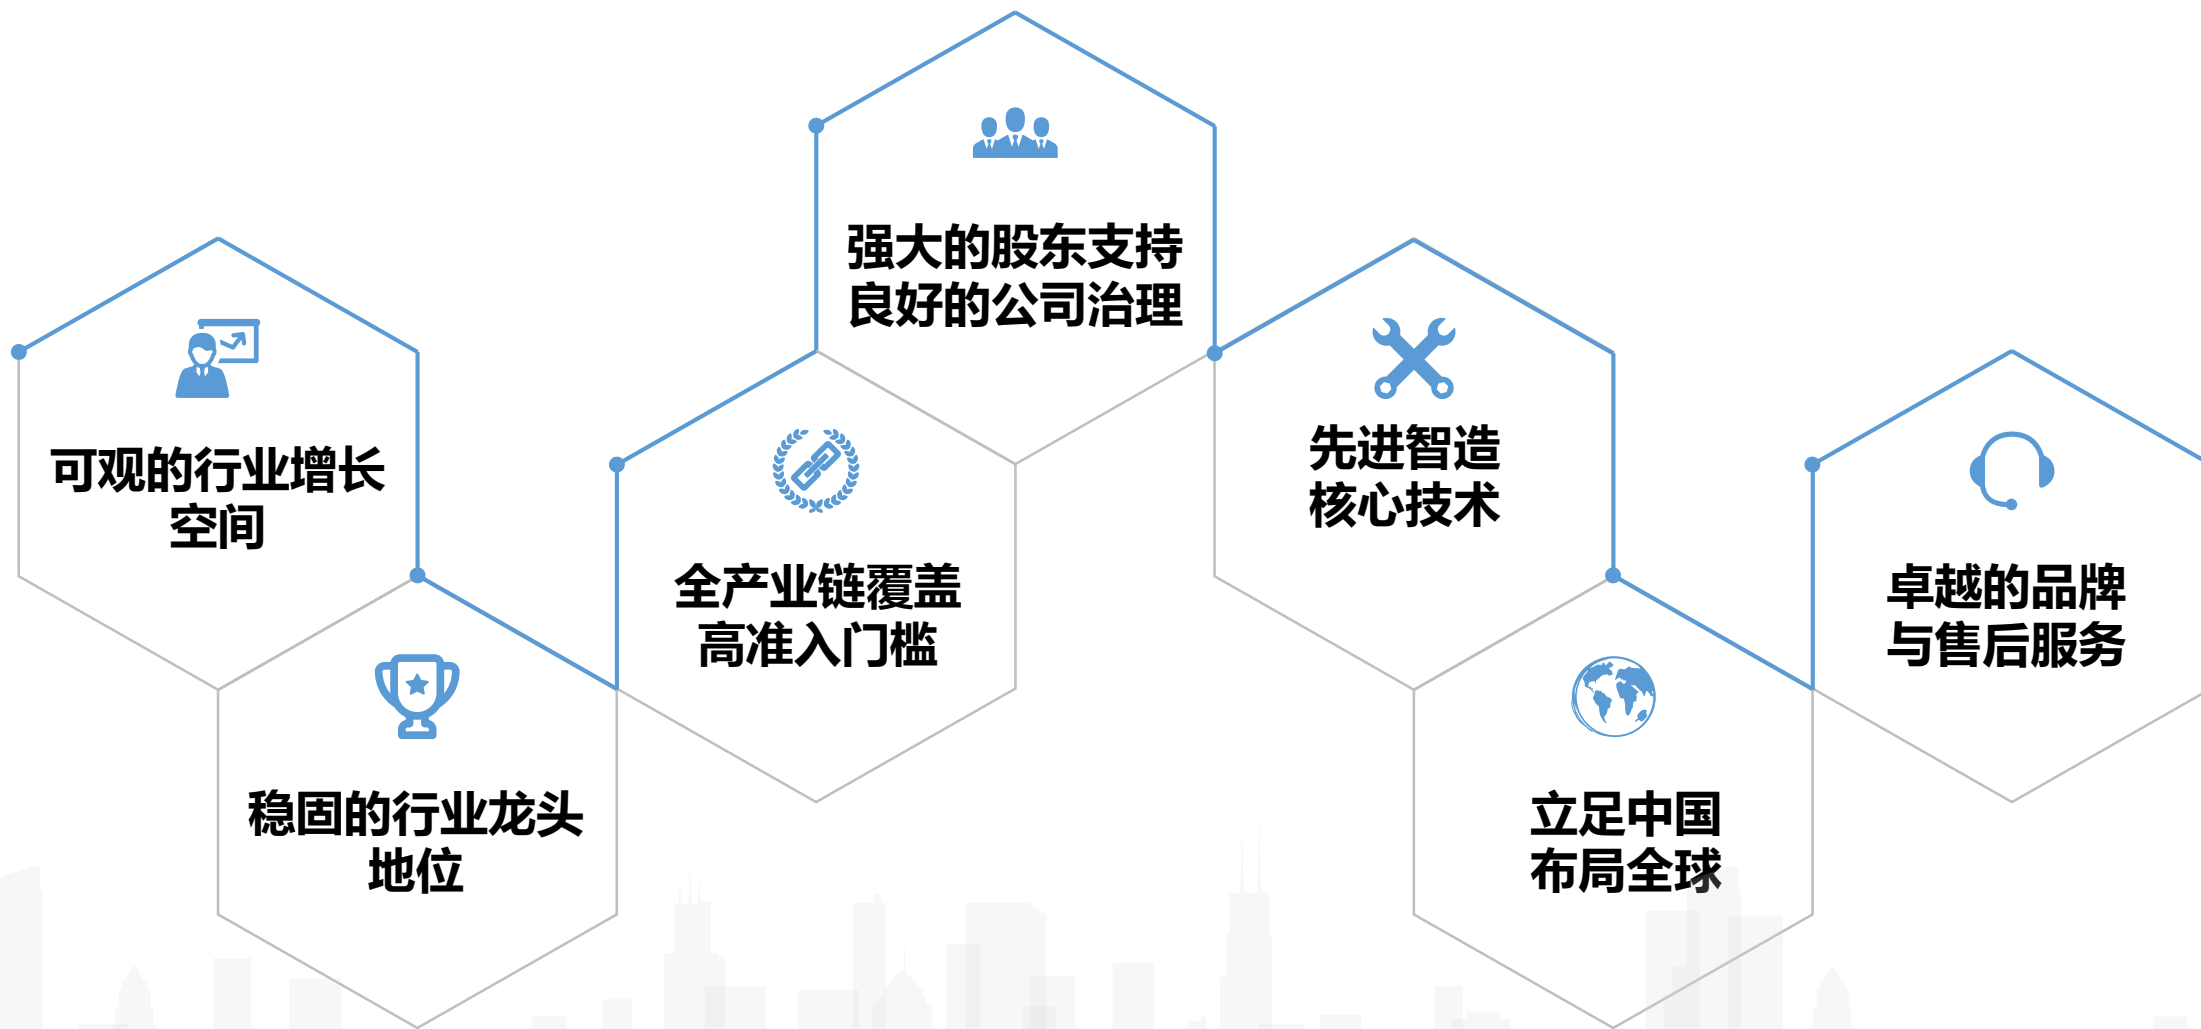 可观的行业增长
空间
稳固的行业龙头
地位
全产业链覆盖
高准入门槛
强大的股东支持
良好的公司治理
先进智造
核心技术
立足中国
布局全球
卓越的品牌
与售后服务